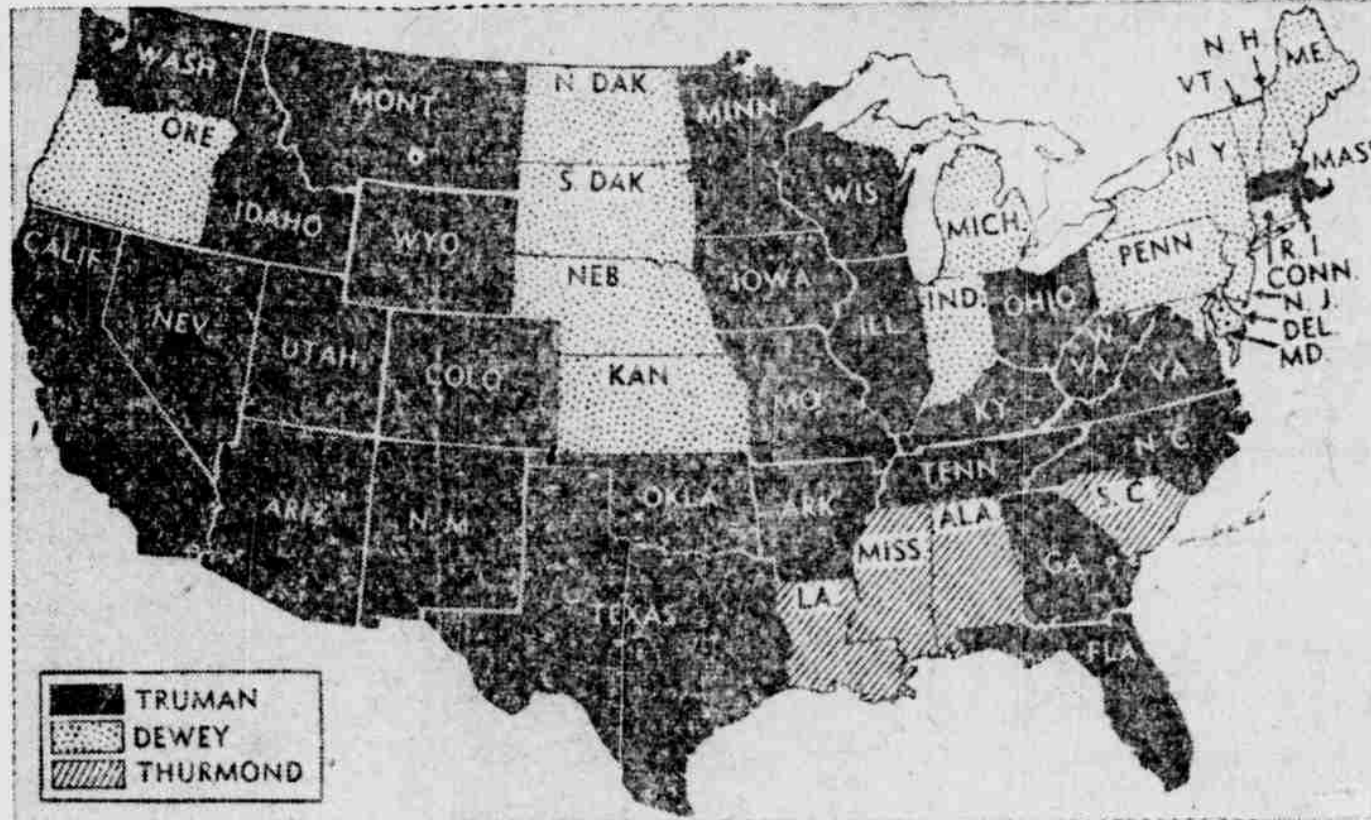 WASH
MONT
N. DAK
MINN
N. H.
ME.
VT.
ORE
N Y
MASS
S. DAK
WIS
IDAHO
WYO
MICH.
CALIF
NEB
IOWA
PENN
R. I.
CONN.
N. J.
DEL.
MD.
NEV
UTAH
COLO
KAN
ILL.
IND.
OHIO
W.
VA
VA
MO
KY
ARIZ
N. M
OKLA
ARK
TENN
N. C.
S. C.
TEXAS
LA
MISS
ALA
GA
FLA
TRUMAN
DEWEY
THURMOND